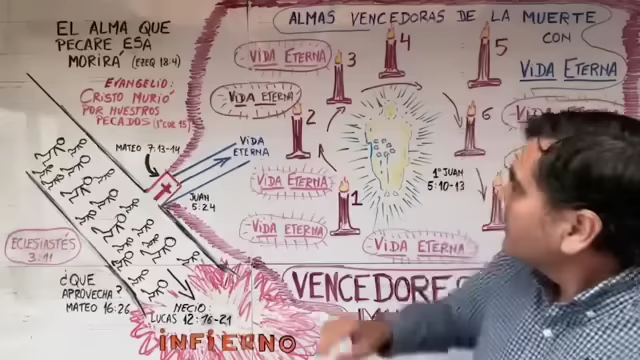 EL ALMA QUE
PECARE ESA
MORIRÁ (EZEQ 18:4)
EVANGELIO:
CRISTO MURIÓ
POR NUESTROS
PECADOS (1ªCOR 15)
MATEO 7:13-14
VIDA
ETERNA
JUAN
5:24
ECLESIASTÉS
3:11
¿QUE
APROVECHA?
MATEO 16:26
NECIO
LUCAS 12:16-21
INFIERNO
ALMAS VENCEDORAS DE LA MUERTE
CON
VIDA ETERNA
VIDA ETERNA
VIDA ETERNA
VIDA ETERNA
VIDA ETERNA
VIDA ETERNA
VIDA ETERNA
1
2
3
4
5
6
1º JUAN
5:10-13
VENCEDORES